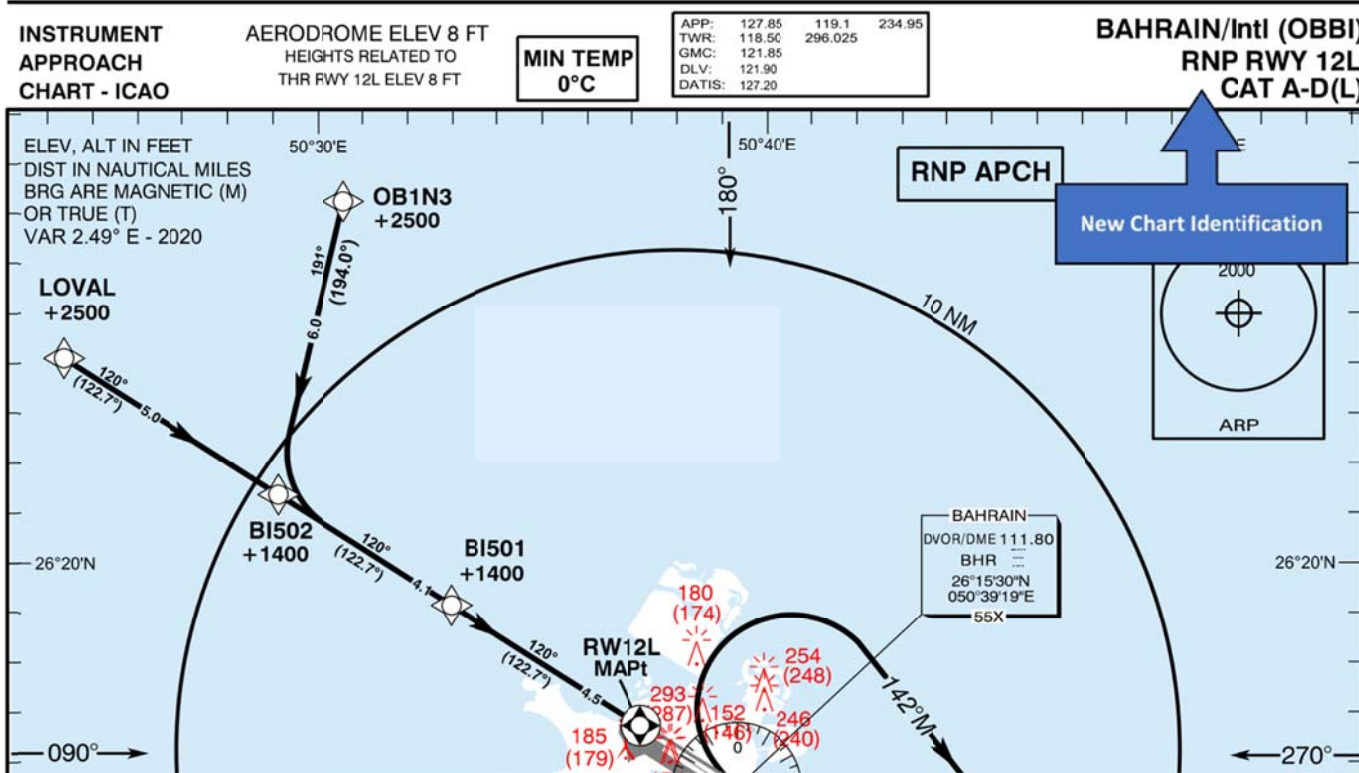 INSTRUMENT
APPROACH
CHART - ICAO
AERODROME ELEV 8 FT
HEIGHTS RELATED TO
THR RWY 12L ELEV 8 FT
MIN TEMP
0°C
APP: 127.85 119.1 234.95
TWR: 118.50 296.025
GMC: 121.85
DLV: 121.90
DATIS: 127.20
BAHRAIN/Intl (OBBI)
RNP RWY 12L
CAT A-D(L)
ELEV, ALT IN FEET
DIST IN NAUTICAL MILES
BRG ARE MAGNETIC (M)
OR TRUE (T)
VAR 2.49° E - 2020
50°30'E
50°40'E
E
RNP APCH
New Chart Identification
OB1N3
+2500
180°
191°
(194.0°)
6.0
LOVAL
+2500
2000
ARP
10 NM
120°
(122.7°)
5.0
BI502
+1400
120°
(122.7°)
4.1
BI501
+1400
26°20'N
26°20'N
BAHRAIN
DVOR/DME 111.80
BHR
26°15'30"N
050°39'19"E
55X
120°
(122.7°)
4.5
RW12L
MAPt
180
(174)
254
(248)
293
287)
152
146)
246
(240)
185
(179)
142°M
0
090°
270°